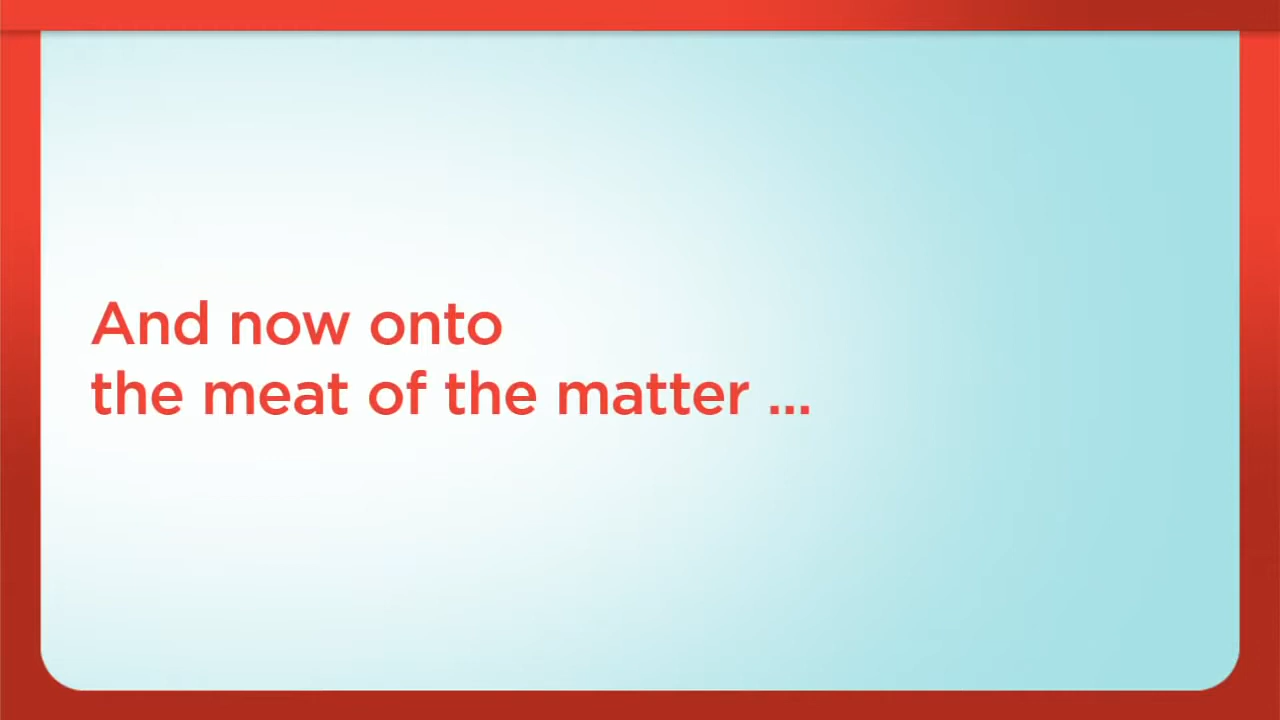 And now onto
the meat of the matter ...